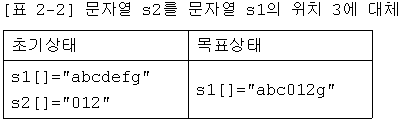 [표 2-2] 문자열 s2를 문자열 s1의 위치 3에 대체
초기상태
목표상태
s1[]="abcdefg"
s2[]="012"
s1[]="abc012g"